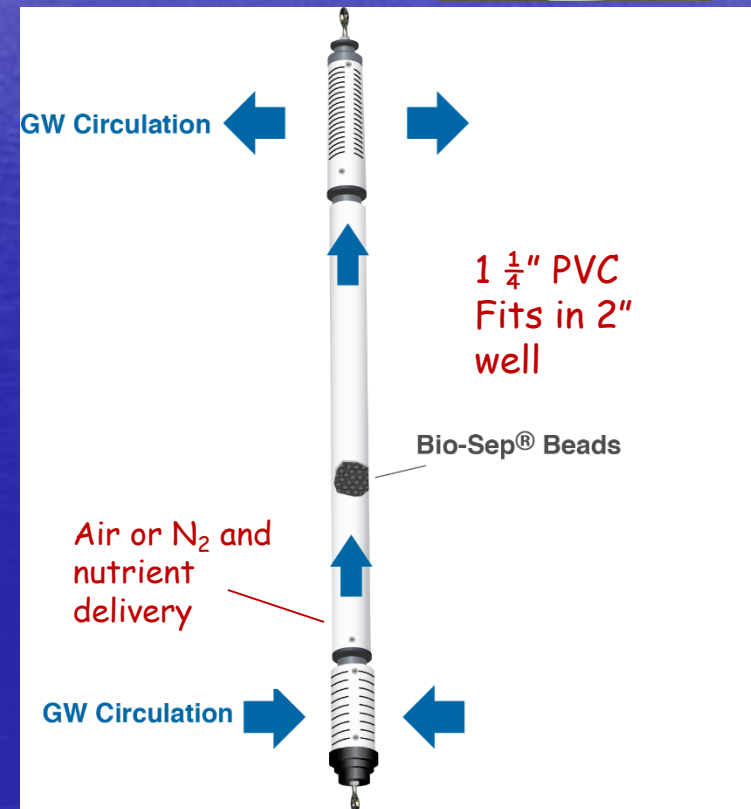 GW Circulation
1 ¼” PVC
Fits in 2”
well
Bio-Sep® Beads
Air or N₂ and
nutrient
delivery
GW Circulation